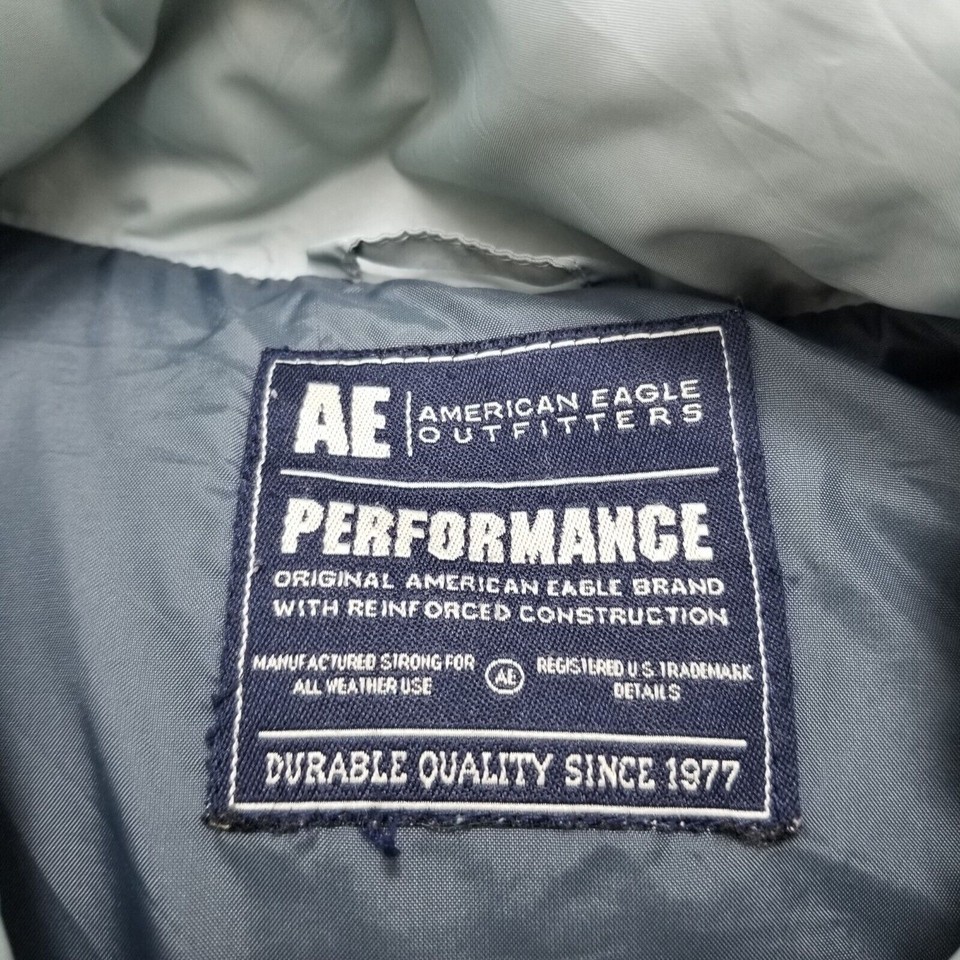 AE
AMERICAN EAGLE
OUTFITTERS
PERFORMANCE
ORIGINAL AMERICAN EAGLE BRAND
WITH REINFORCED CONSTRUCTION
MANUFACTURED STRONG FOR
ALL WEATHER USE
AE
REGISTERED U.S. TRADEMARK
DETAILS
DURABLE QUALITY SINCE 1977